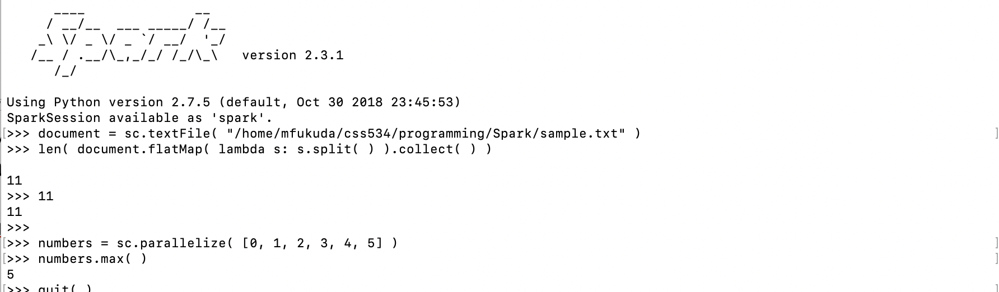 ____              __
     / __/__  ___ _____/ /__
    _\ \/ _ \/ _ `/ __/  '_/
   /__ / .__/\_,_/_/ /_/\_\   version 2.3.1
      /_/
Using Python version 2.7.5 (default, Oct 30 2018 23:45:53)
SparkSession available as 'spark'.
[>>> document = sc.textFile( "/home/mfukuda/css534/programming/Spark/sample.txt" ) ]
>>> len( document.flatMap( lambda s: s.split( ) ).collect( ) )
11
>>> 11
11
>>>
[>>> numbers = sc.parallelize( [0, 1, 2, 3, 4, 5] ) ]
[>>> numbers.max( ) ]
5
[>>> quit( ) ]